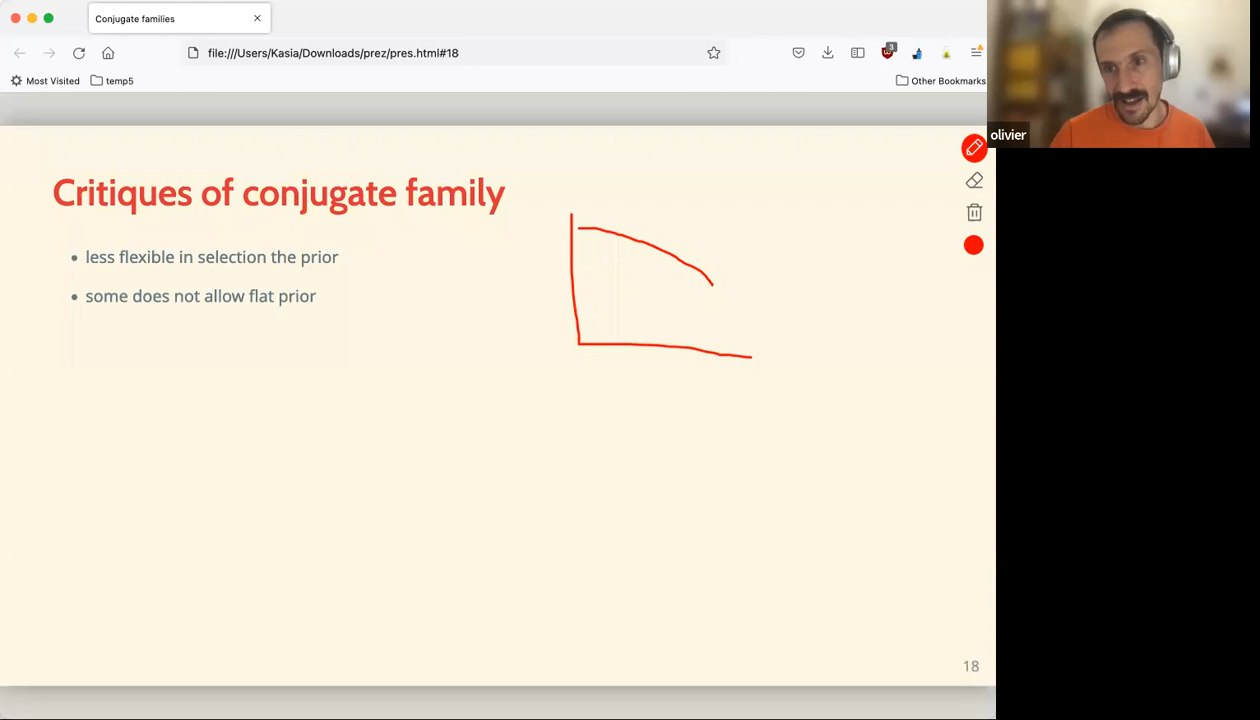 Conjugate families
file:///Users/Kasia/Downloads/prez/pres.html#18
3
Most Visited
temp5
Other Bookmarks
olivier
Critiques of conjugate family
less flexible in selection the prior
some does not allow flat prior
18